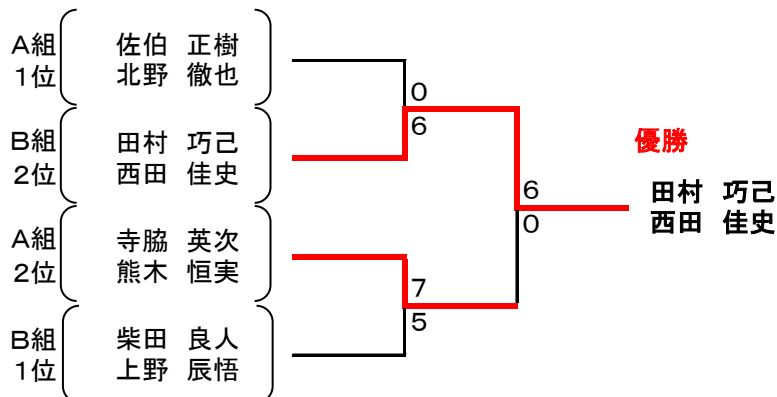 A組 佐伯 正樹
1位 北野 徹也
0
B組 田村 巧己
6
2位 西田 佳史
優勝
6 田村 巧己
0 西田 佳史
A組 寺脇 英次
2位 熊木 恒実
7
5
B組 柴田 良人
1位 上野 辰悟